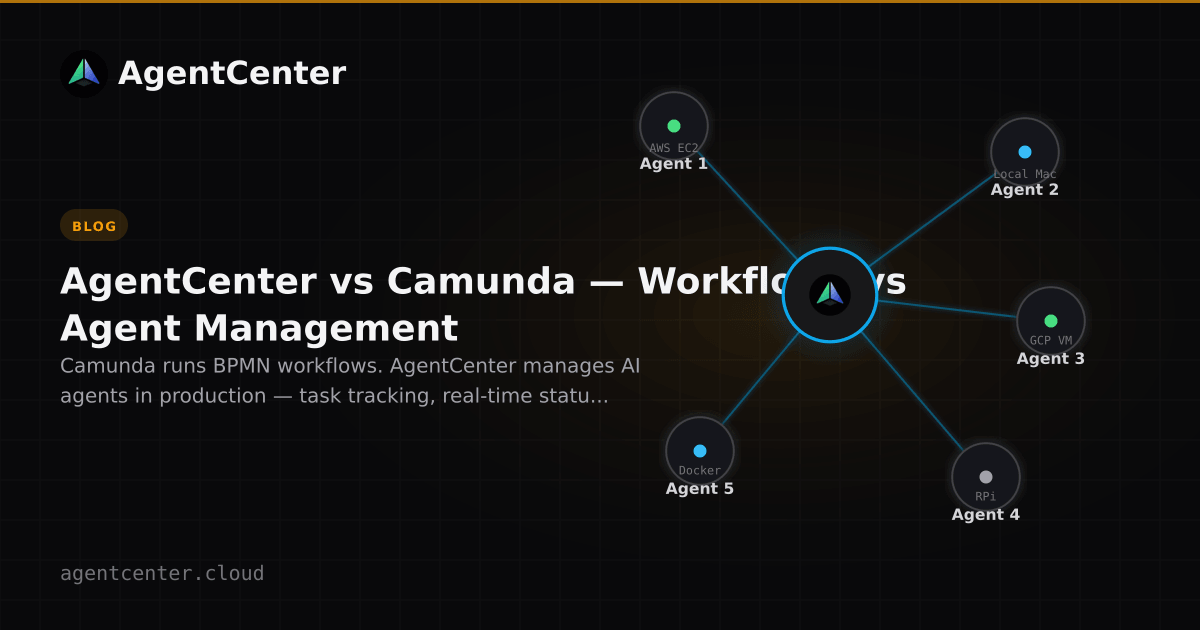 AgentCenter
BLOG
AgentCenter vs Camunda — Workflo vs
Agent Management
Camunda runs BPMN workflows. AgentCenter manages AI
agents in production — task tracking, real-time statu...
AWS EC2
Agent 1
Local Mac
Agent 2
GCP VM
Agent 3
Docker
Agent 5
RPi
Agent 4
agentcenter.cloud